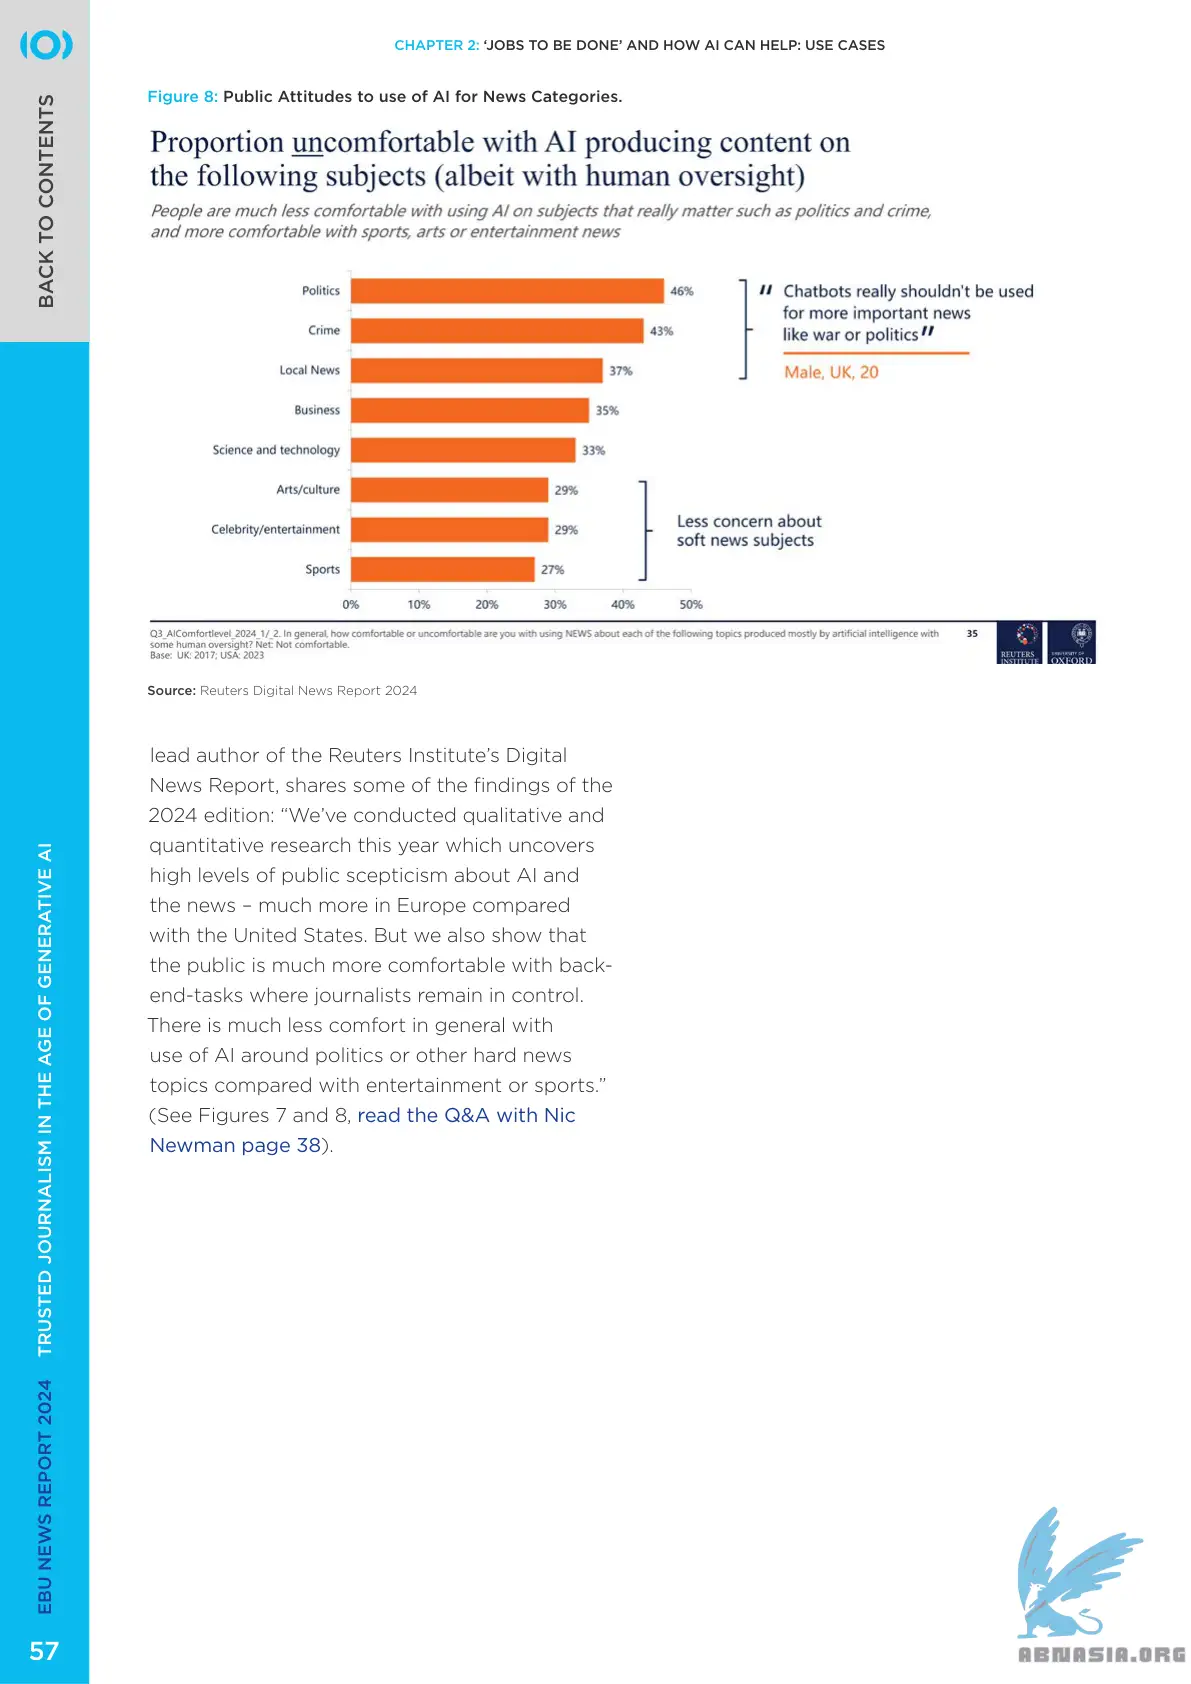 CHAPTER 2: ‘JOBS TO BE DONE’ AND HOW AI CAN HELP: USE CASES
BACK TO CONTENTS
Figure 8: Public Attitudes to use of AI for News Categories.
Proportion uncomfortable with AI producing content on
the following subjects (albeit with human oversight)
People are much less comfortable with using AI on subjects that really matter such as politics and crime,
and more comfortable with sports, arts or entertainment news
Politics 46%
Crime 43%
Local News 37%
Business 35%
Science and technology 33%
Arts/culture 29%
Celebrity/entertainment 29%
Sports 27%
0% 10% 20% 30% 40% 50%
“ Chatbots really shouldn't be used
for more important news
like war or politics ”
Male, UK, 20
Less concern about
soft news subjects
Q3_AIComfortlevel_2024_1/_2. In general, how comfortable or uncomfortable are you with using NEWS about each of the following topics produced mostly by artificial intelligence with
some human oversight? Net: Not comfortable.
Base: UK: 2017; USA: 2023
35
REUTERS
INSTITUTE
UNIVERSITY OF
OXFORD
Source: Reuters Digital News Report 2024
lead author of the Reuters Institute’s Digital
News Report, shares some of the findings of the
2024 edition: “We’ve conducted qualitative and
quantitative research this year which uncovers
high levels of public scepticism about AI and
the news – much more in Europe compared
with the United States. But we also show that
the public is much more comfortable with back-
end-tasks where journalists remain in control.
There is much less comfort in general with
use of AI around politics or other hard news
topics compared with entertainment or sports.”
(See Figures 7 and 8, read the Q&A with Nic
Newman page 38).
EBU NEWS REPORT 2024 TRUSTED JOURNALISM IN THE AGE OF GENERATIVE AI
57
ABNASIA.ORG